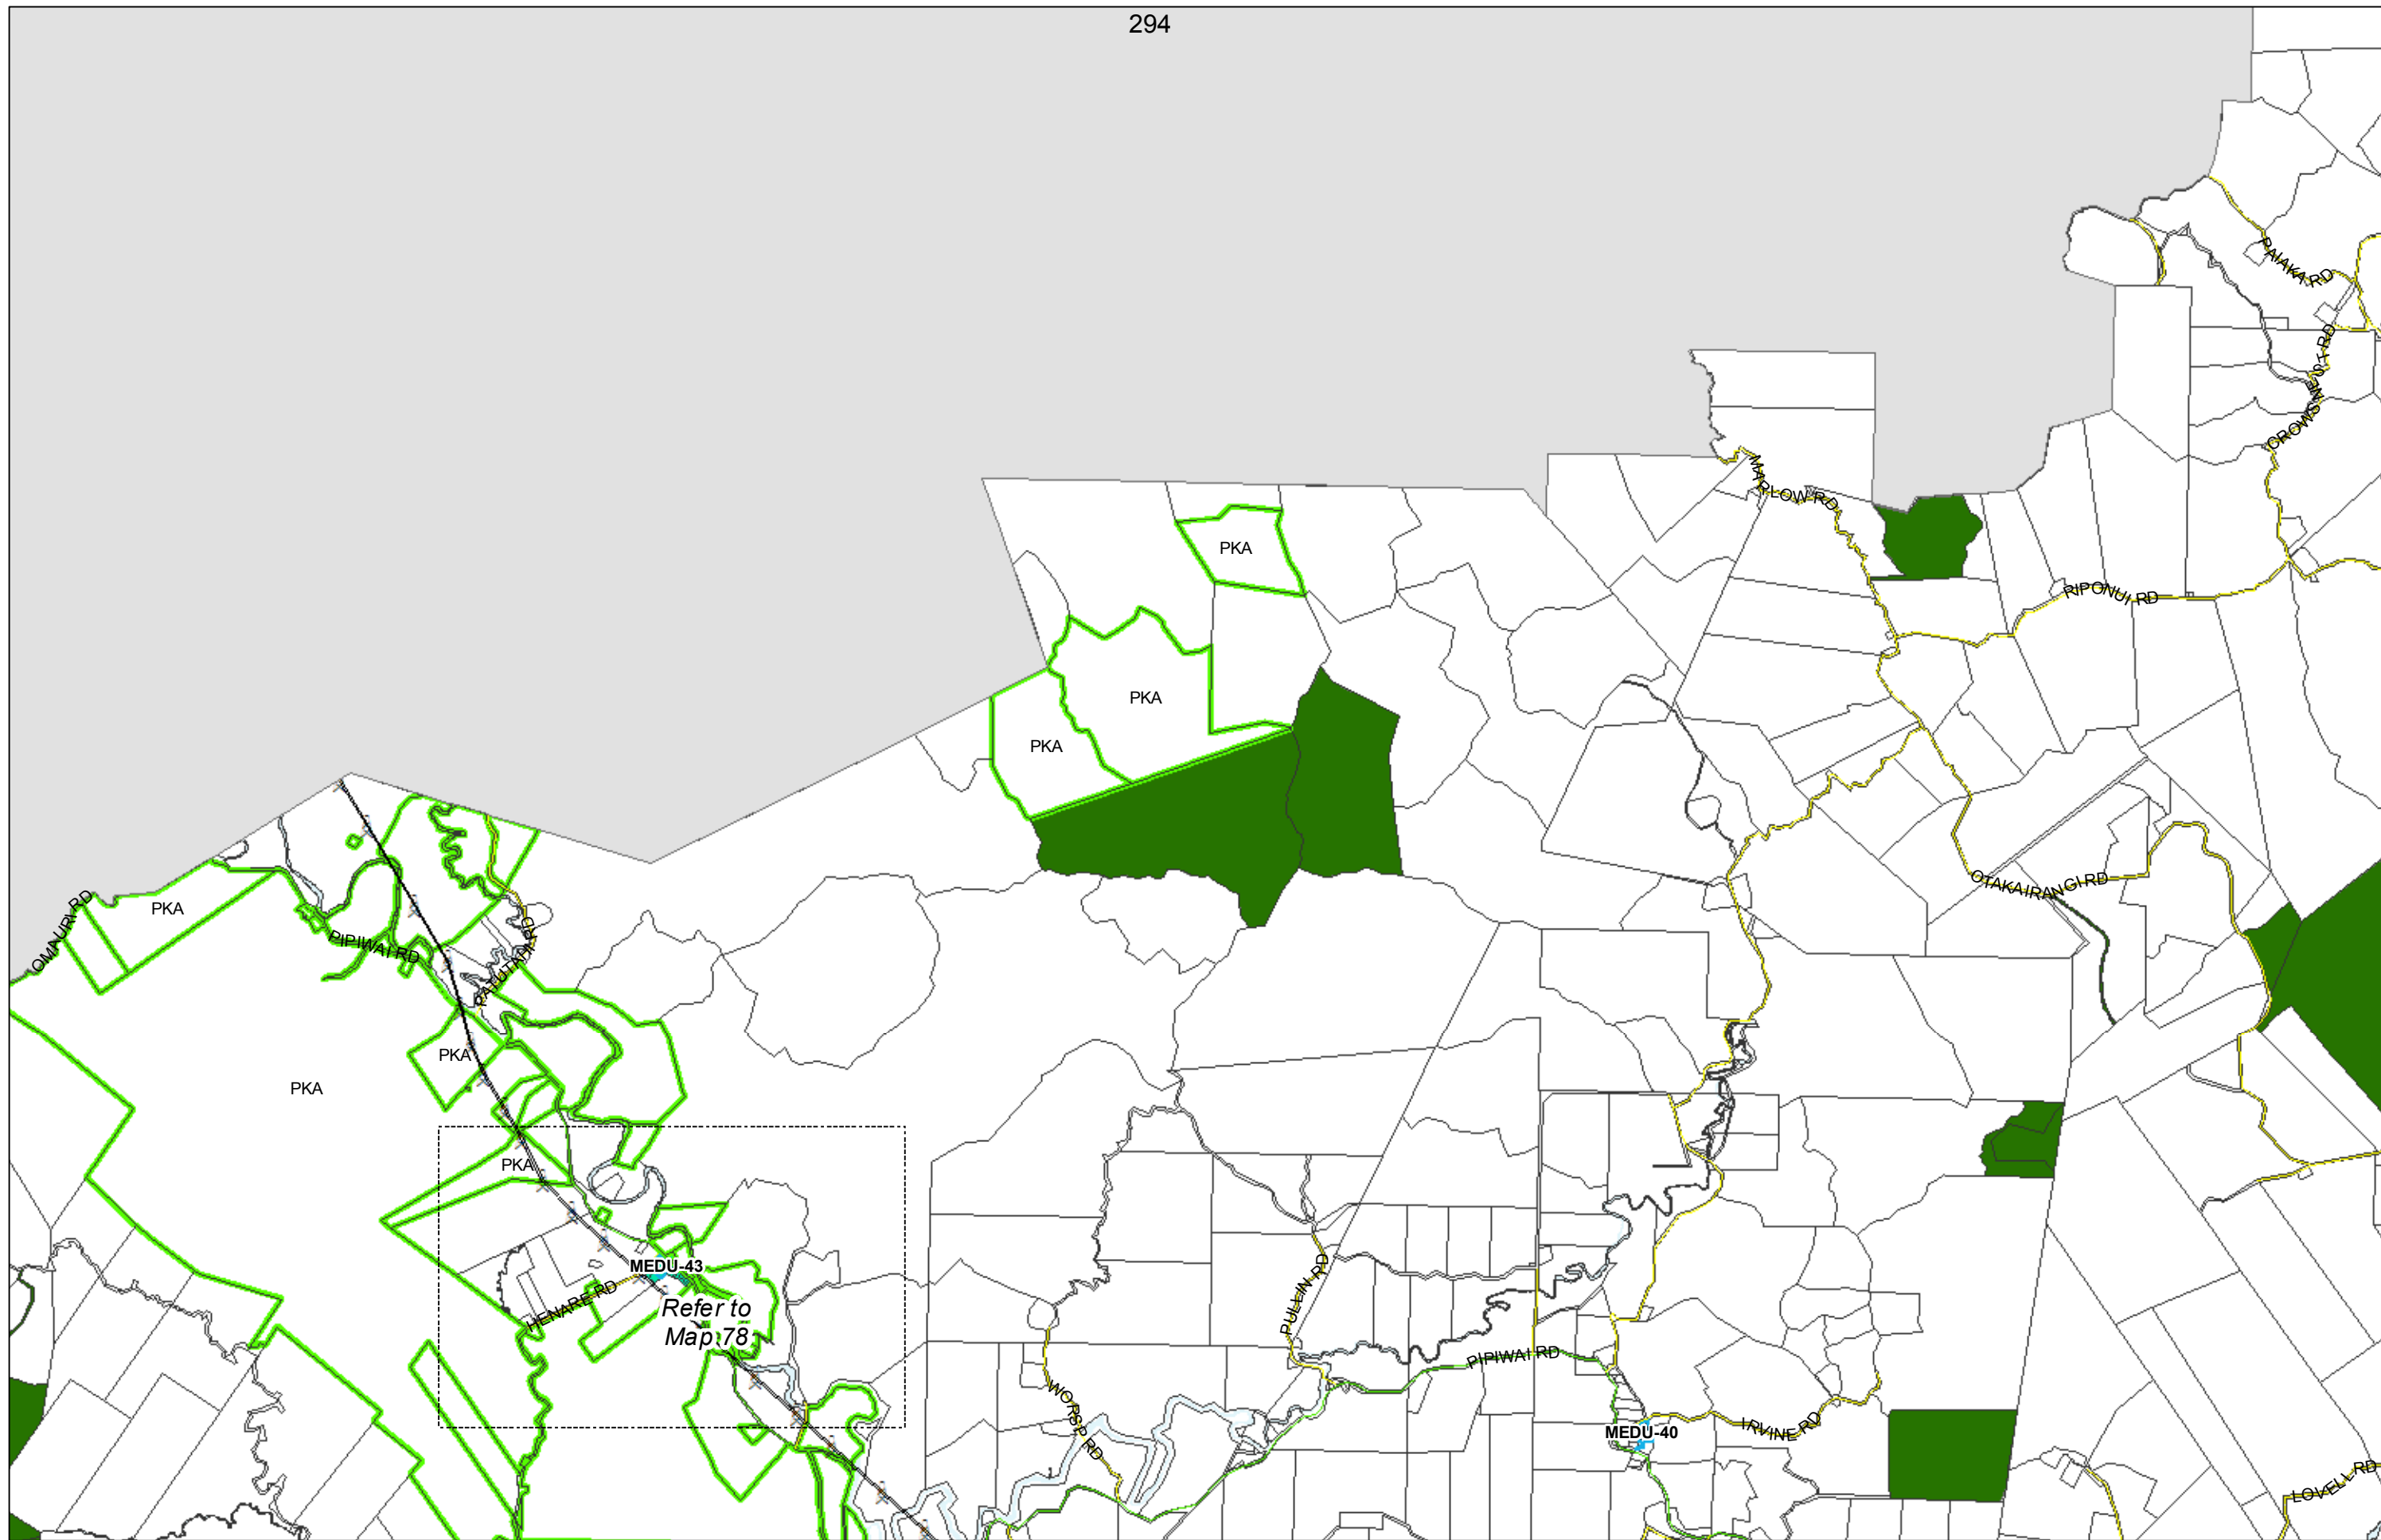 294
PAIAKA RD
CROWSNEST RD
MARLOW RD
PKA
RIPONUI RD
PKA
PKA
OTAKAIRANGI RD
OMAURI RD
PKA
PIPIWAI RD
RAUTAHI RD
PKA
PKA
PKA
MEDU-43
HENARE RD
Refer to
Map 78
PULLIN RD
PIPIWAI RD
WORSP RD
IRVINE RD
MEDU-40
LOVELL RD